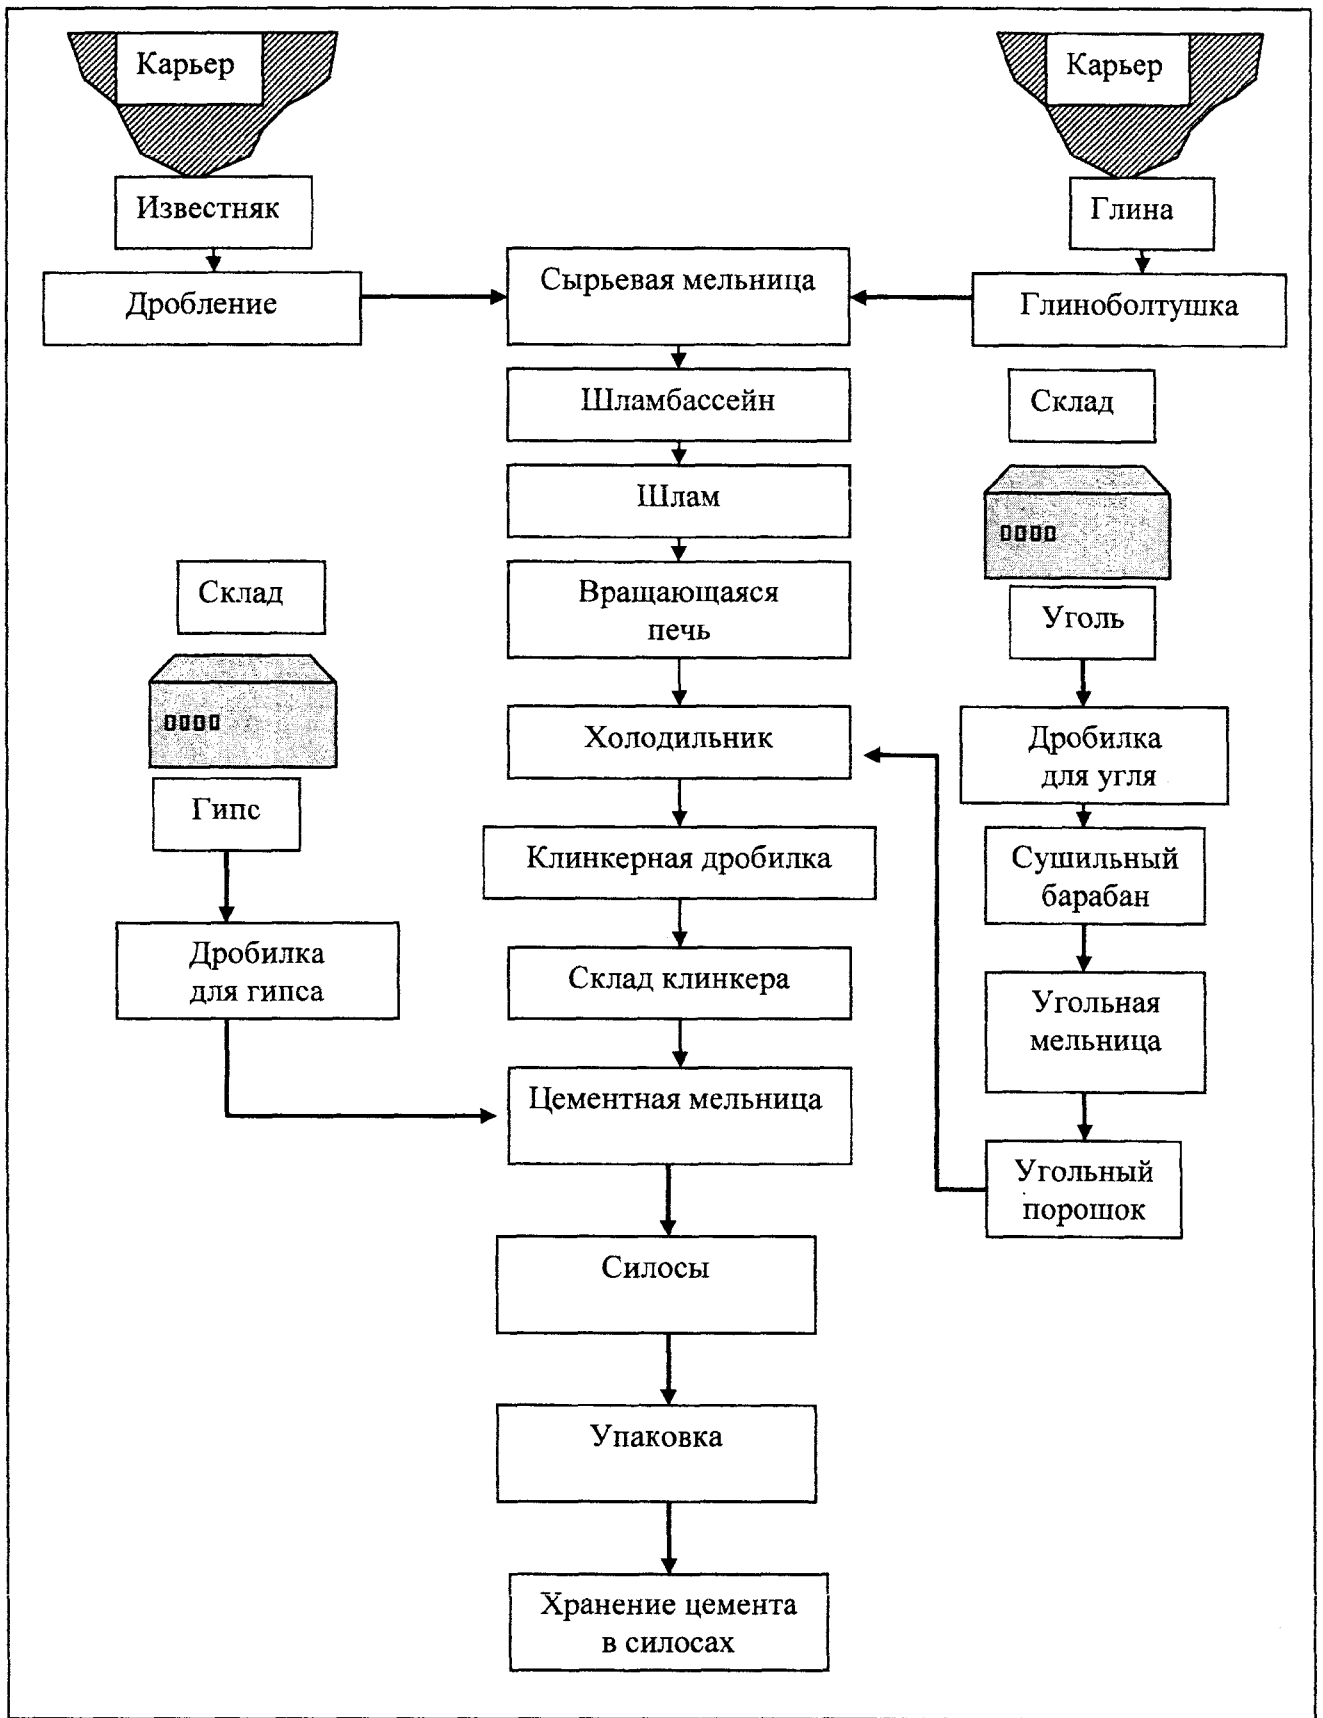 Карьер
Карьер
Известняк
Глина
Дробление
Сырьевая мельница
Глиноболтушка
Шламбассейн
Склад
Шлам
Склад
Вращающаяся
печь
Уголь
Холодильник
Дробилка
для угля
Гипс
Клинкерная дробилка
Сушильный
барабан
Дробилка
для гипса
Склад клинкера
Угольная
мельница
Цементная мельница
Угольный
порошок
Силосы
Упаковка
Хранение цемента
в силосах